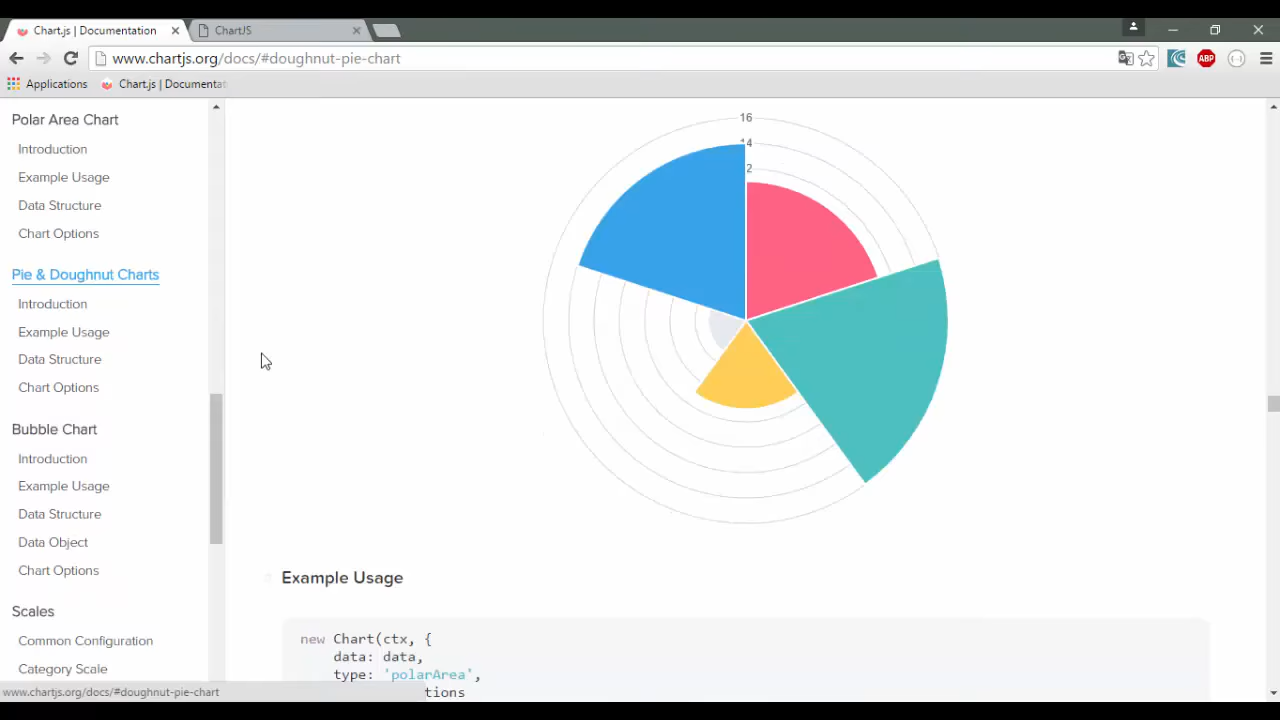 Chart.js | Documentation
ChartJS
www.chartjs.org/docs/#doughnut-pie-chart
ABP
Applications
Chart.js | Documentat
Polar Area Chart
Introduction
Example Usage
Data Structure
Chart Options
Pie & Doughnut Charts
Introduction
Example Usage
Data Structure
Chart Options
Bubble Chart
Introduction
Example Usage
Data Structure
Data Object
Chart Options
Scales
Common Configuration
Category Scale
www.chartjs.org/docs/#doughnut-pie-chart
16
14
2
Example Usage
new Chart(ctx, {
data: data,
type: 'polarArea',
tions